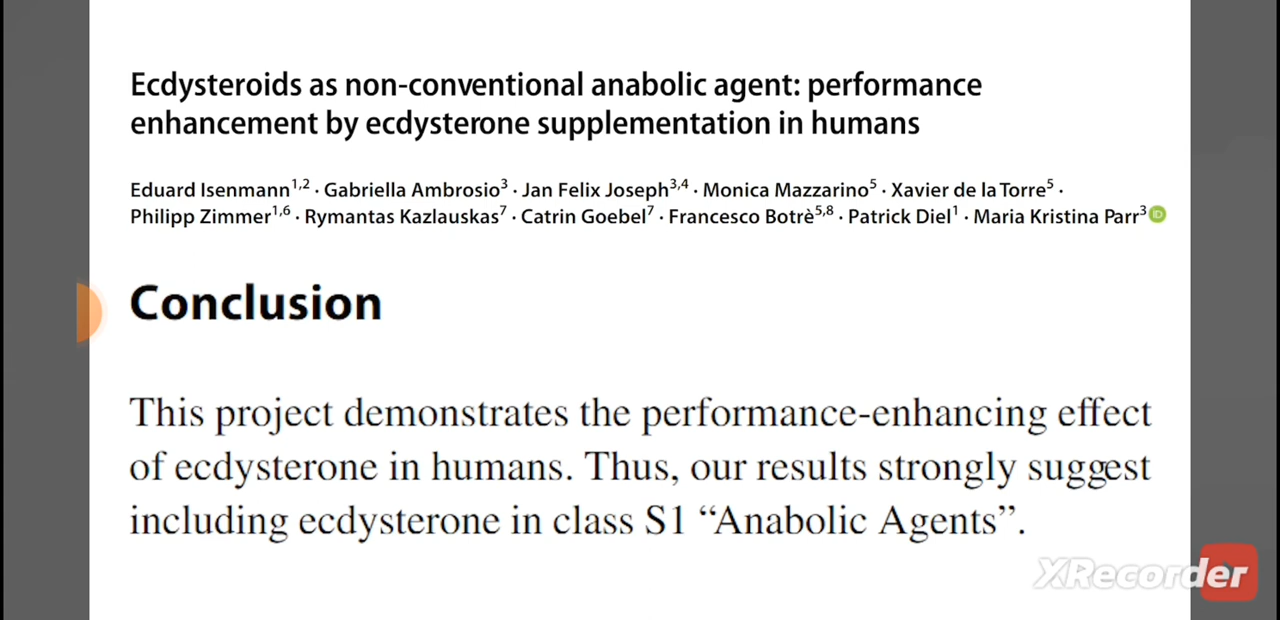 Ecdysteroids as non-conventional anabolic agent: performance
enhancement by ecdysterone supplementation in humans
Eduard Isenmann1,2 · Gabriella Ambrosio3 · Jan Felix Joseph3,4 · Monica Mazzarino5 · Xavier de la Torre5 ·
Philipp Zimmer1,6 · Rymantas Kazlauskas7 · Catrin Goebel7 · Francesco Botrè5,8 · Patrick Diel1 · Maria Kristina Parr3 iD
Conclusion
This project demonstrates the performance-enhancing effect
of ecdysterone in humans. Thus, our results strongly suggest
including ecdysterone in class S1 “Anabolic Agents”.
XRecorder